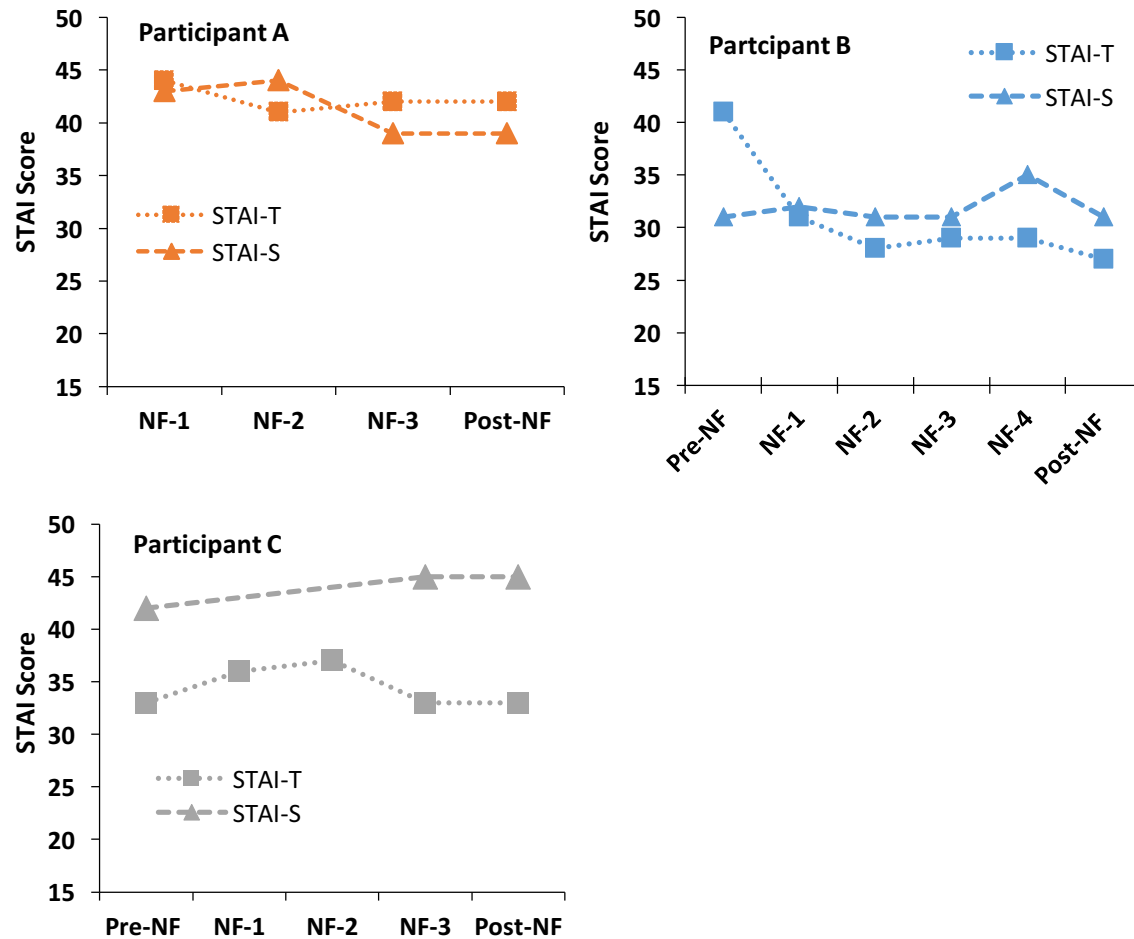 Participant A
STAI Score
50
45
40
35
30
25
20
15
STAI-T
STAI-S
NF-1 NF-2 NF-3 Post-NF
Partcipant B
STAI Score
50
45
40
35
30
25
20
15
STAI-T
STAI-S
Pre-NF NF-1 NF-2 NF-3 NF-4 Post-NF
Participant C
STAI Score
50
45
40
35
30
25
20
15
STAI-T
STAI-S
Pre-NF NF-1 NF-2 NF-3 Post-NF